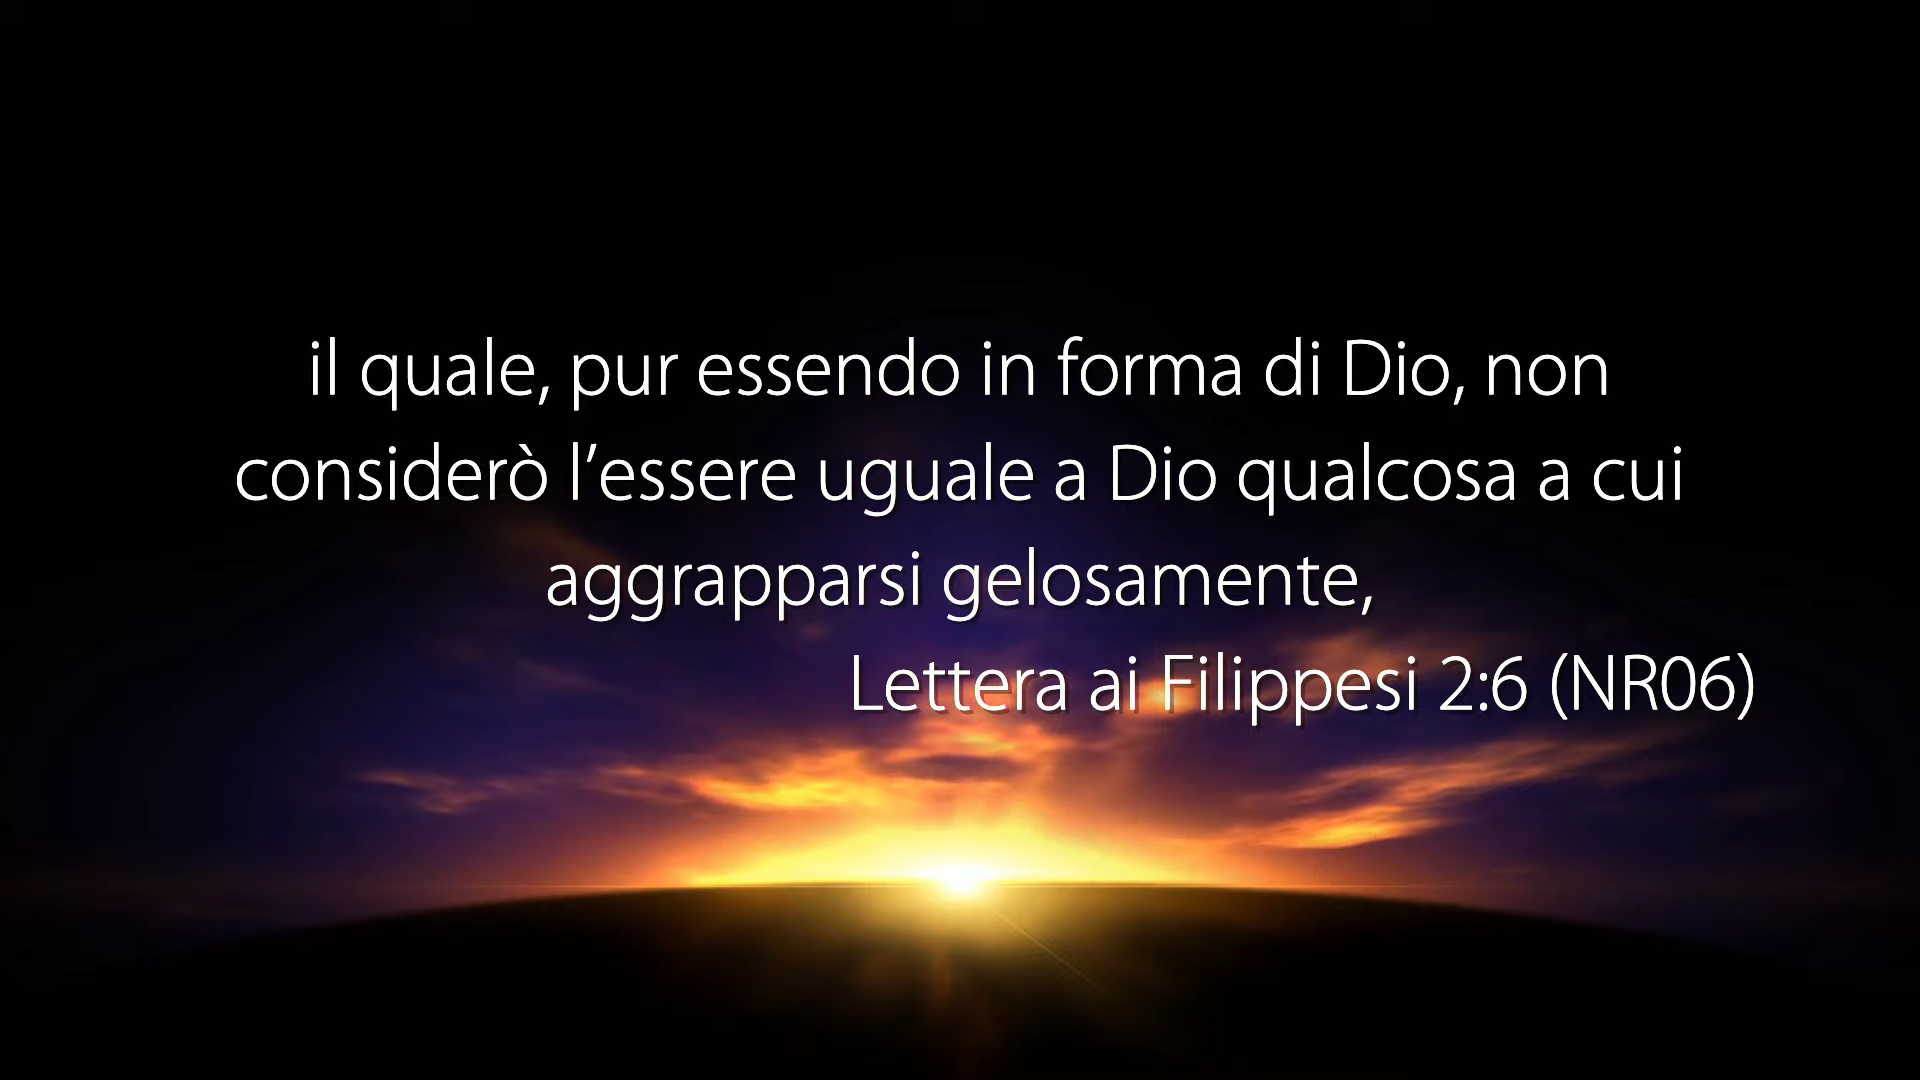 il quale, pur essendo in forma di Dio, non
considerò l’essere uguale a Dio qualcosa a cui
aggrapparsi gelosamente,
Lettera ai Filippesi 2:6 (NR06)